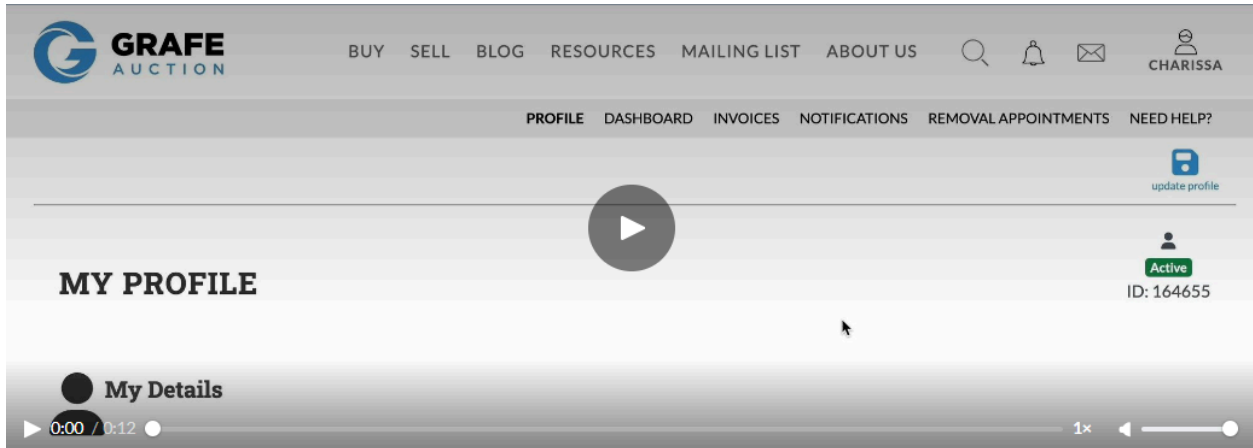 GRAFE
AUCTION
BUY SELL BLOG RESOURCES MAILING LIST ABOUT US
CHARISSA
PROFILE DASHBOARD INVOICES NOTIFICATIONS REMOVAL APPOINTMENTS NEED HELP?
update profile
MY PROFILE
Active
ID: 164655
My Details
0:00 / 0:12
1×